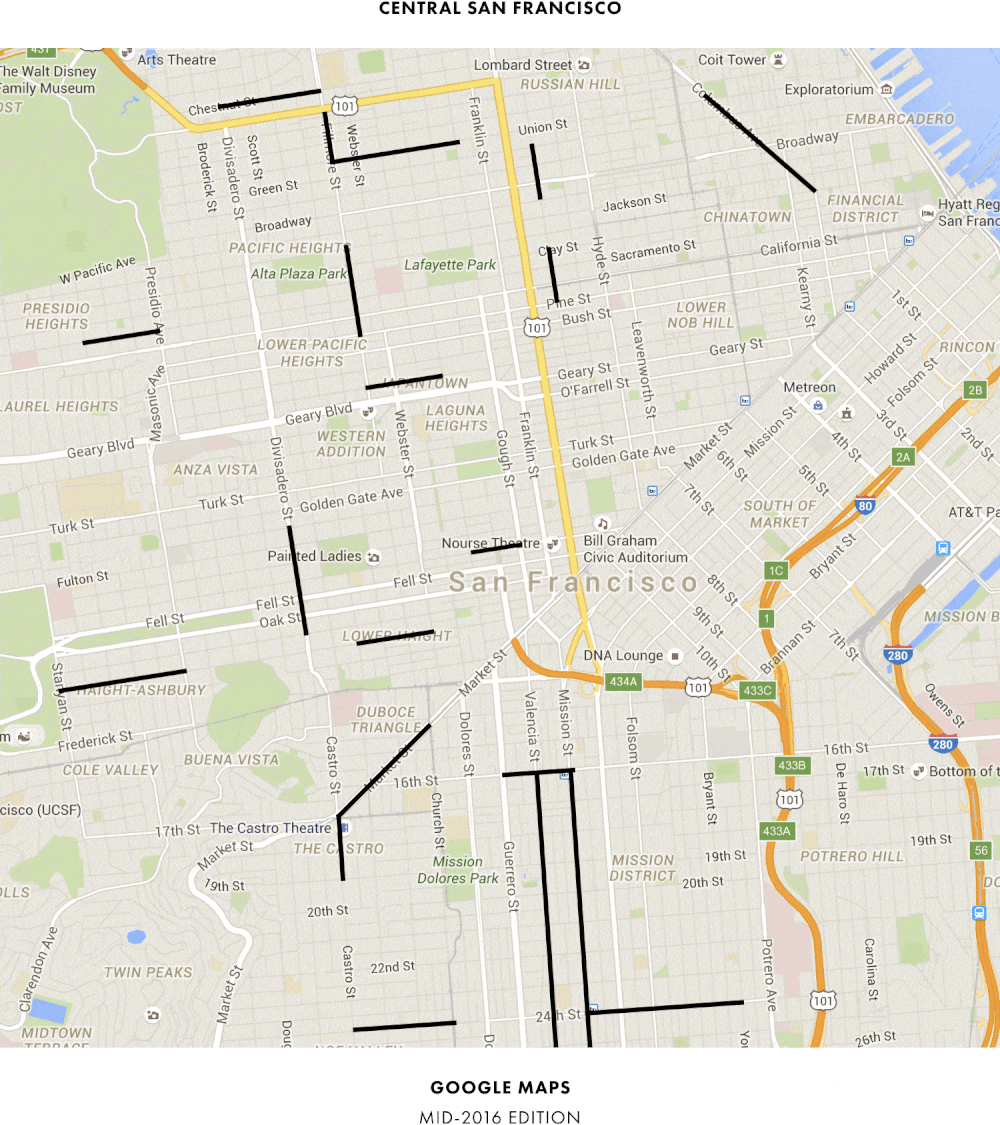 CENTRAL SAN FRANCISCO
431
Arts Theatre
The Walt Disney
Family Museum
OST
Lombard Street
RUSSIAN HILL
Coit Tower
Exploratorium
EMBARCADERO
Chestnut St
101
Columbus Ave
Broadway
Union St
Franklin St
Fillmore St
Webster St
Scott St
Divisadero St
Broderick St
Green St
Broadway
Jackson St
CHINATOWN
FINANCIAL
DISTRICT
Hyatt Reg
San Franc
PACIFIC HEIGHTS
Alta Plaza Park
Lafayette Park
Clay St
Sacramento St
California St
Hyde St
W Pacific Ave
Presidio Ave
PRESIDIO
HEIGHTS
Pine St
Bush St
101
LOWER
NOB HILL
Kearny St
1st St
LOWER PACIFIC
HEIGHTS
Geary St
Howard St
Folsom St
RINCON
JAPANTOWN
Geary St
O'Farrell St
Leavenworth St
Metreon
2B
LAUREL HEIGHTS
Masonic Ave
Geary Blvd
Geary Blvd
LAGUNA
HEIGHTS
WESTERN
ADDITION
Webster St
Gough St
Franklin St
Turk St
Golden Gate Ave
Market St
Mission St
6th St
7th St
5th St
4th St
3rd St
2nd St
2A
ANZA VISTA
Divisadero St
Turk St
Golden Gate Ave
Turk St
SOUTH OF
MARKET
80
AT&T Pa
Painted Ladies
Nourse Theatre
Bill Graham
Civic Auditorium
Bryant St
1C
Fulton St
Fell St
San Francisco
8th St
Fell St
Fell St
Oak St
9th St
1
MISSION B
LOWER HAIGHT
Market St
DNA Lounge
10th St
Brannan St
7th St
280
HAIGHT-ASHBURY
Stanyan St
434A
101
433C
Owens St
DUBOCE
TRIANGLE
Frederick St
COLE VALLEY
BUENA VISTA
Castro St
Market St
Dolores St
Valencia St
Mission St
Folsom St
16th St
280
433B
17th St
Bottom of t
16th St
Bryant St
De Haro St
101
cisco (UCSF)
17th St
The Castro Theatre
Church St
433A
Market St
THE CASTRO
19th St
19th St
POTRERO HILL
56
Mission
Dolores Park
Guerrero St
MISSION
DISTRICT
19th St
20th St
20th St
OLLS
DO
Clarendon Ave
TWIN PEAKS
Market St
Castro St
22nd St
Potrero Ave
Carolina St
101
24th St
MIDTOWN
TERRACE
Doug
NOE VALLEY
Do
Yo
26th St
GOOGLE MAPS
MID-2016 EDITION